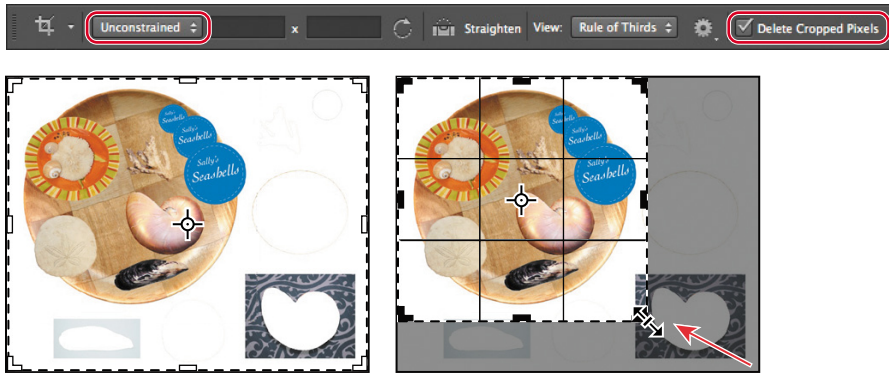 Unconstrained x Straighten View: Rule of Thirds Delete Cropped Pixels
Sally's
Seashells
Sally's
Seashells
Sally's
Seashells
Sally's
Seashells
Sally's
Seashells
Sally's
Seashells